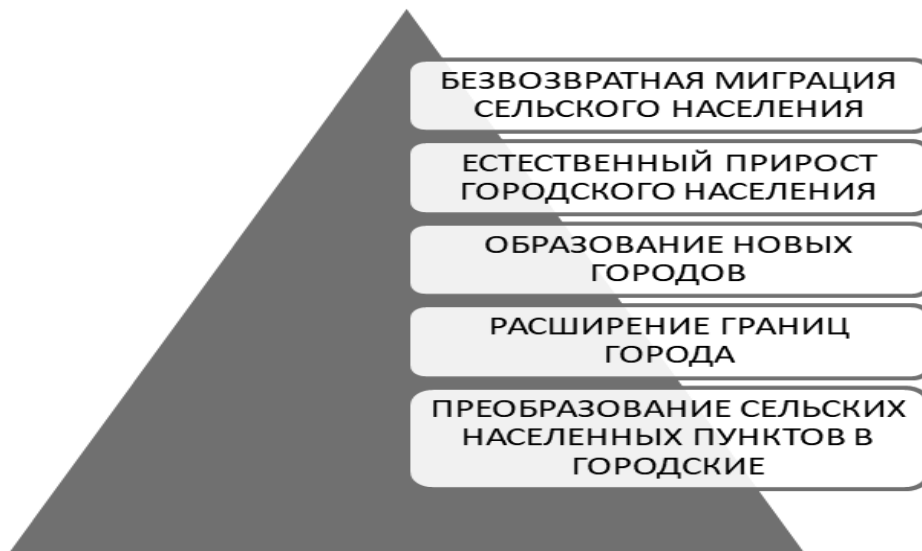 БЕЗВОЗВРАТНАЯ МИГРАЦИЯ
СЕЛЬСКОГО НАСЕЛЕНИЯ
ЕСТЕСТВЕННЫЙ ПРИРОСТ
ГОРОДСКОГО НАСЕЛЕНИЯ
ОБРАЗОВАНИЕ НОВЫХ
ГОРОДОВ
РАСШИРЕНИЕ ГРАНИЦ
ГОРОДА
ПРЕОБРАЗОВАНИЕ СЕЛЬСКИХ
НАСЕЛЕННЫХ ПУНКТОВ В
ГОРОДСКИЕ